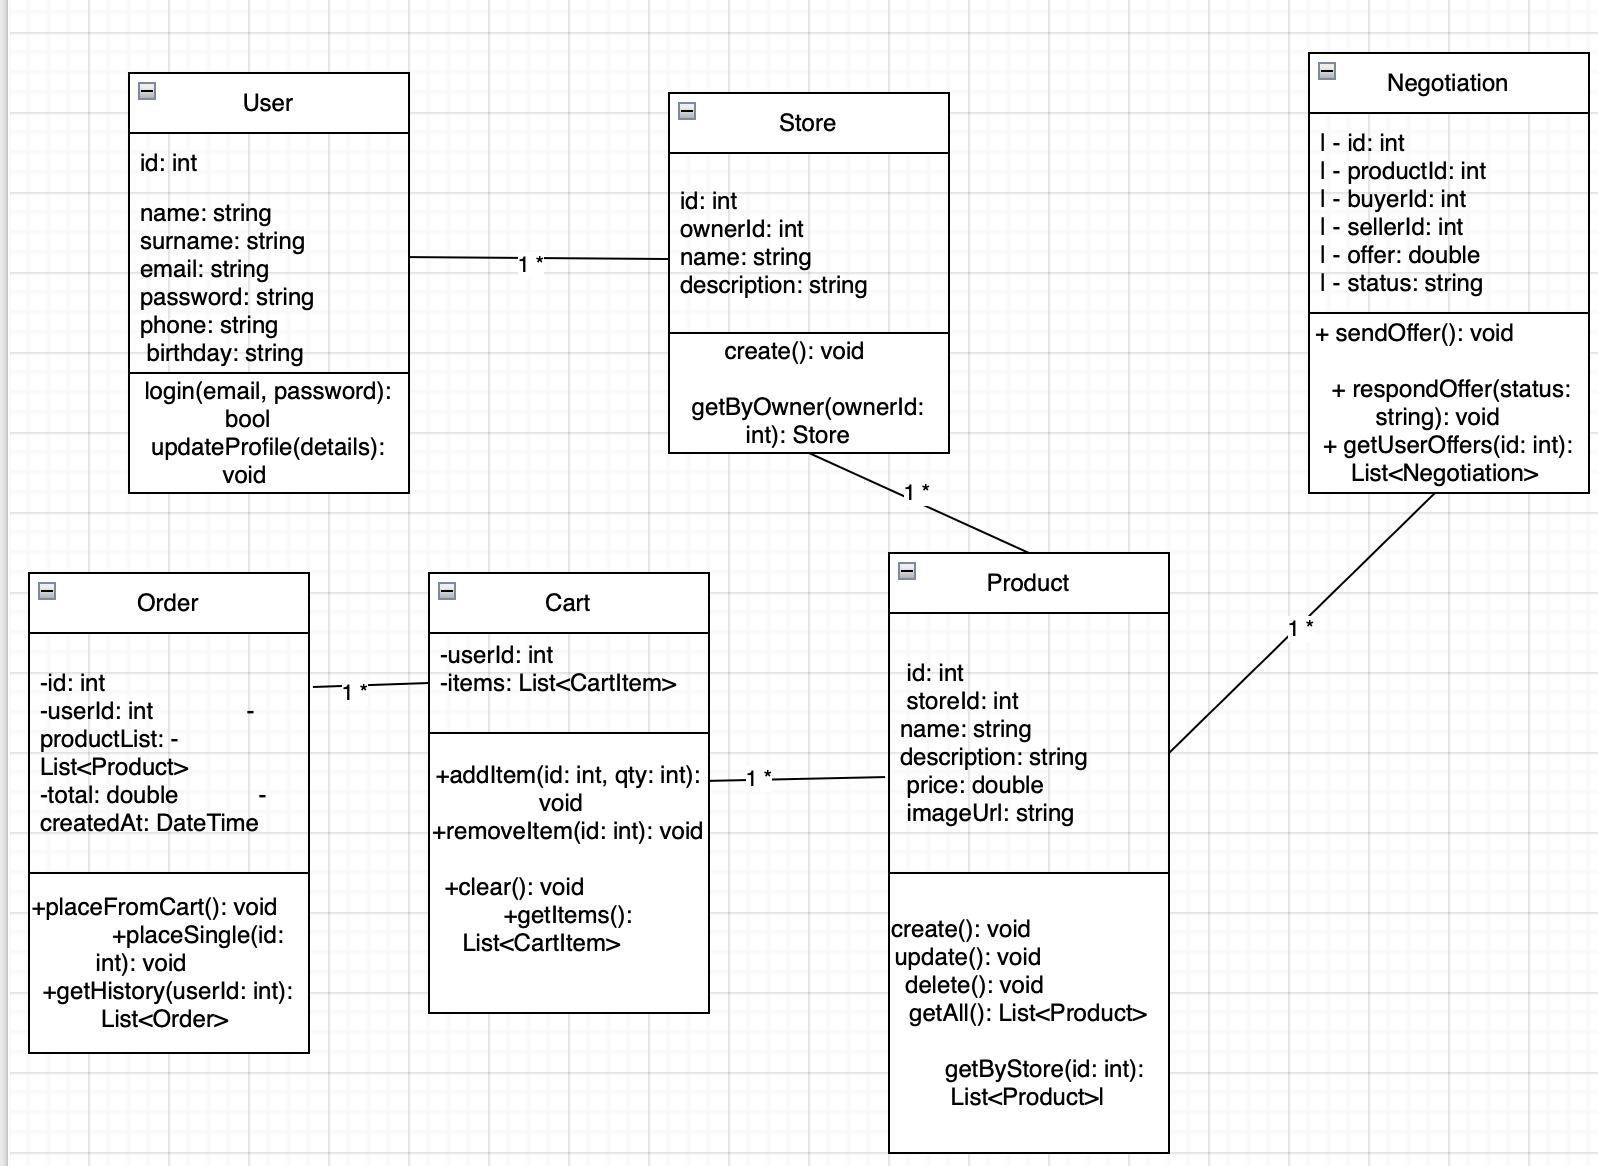 User
id: int
name: string
surname: string
email: string
password: string
phone: string
birthday: string
login(email, password):
bool
updateProfile(details):
void
1 *
Store
id: int
ownerId: int
name: string
description: string
create(): void
getByOwner(ownerId:
int): Store
1 *
Negotiation
| - id: int
| - productId: int
| - buyerId: int
| - sellerId: int
| - offer: double
| - status: string
+ sendOffer(): void
+ respondOffer(status:
string): void
+ getUserOffers(id: int):
List<Negotiation>
1 *
Order
-id: int
-userId: int -
productList: -
List<Product>
-total: double -
createdAt: DateTime
+placeFromCart(): void
+placeSingle(id:
int): void
+getHistory(userId: int):
List<Order>
1 *
Cart
-userId: int
-items: List<CartItem>
+addItem(id: int, qty: int):
void
+removeItem(id: int): void
+clear(): void
+getItems():
List<CartItem>
1 *
Product
id: int
storeId: int
name: string
description: string
price: double
imageUrl: string
create(): void
update(): void
delete(): void
getAll(): List<Product>
getByStore(id: int):
List<Product>|